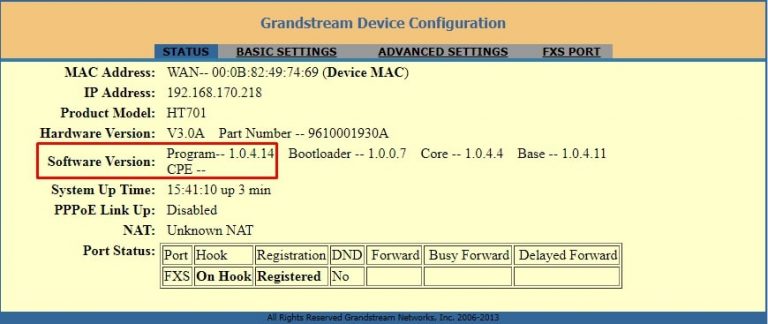 Grandstream Device Configuration
STATUS BASIC SETTINGS ADVANCED SETTINGS FXS PORT
MAC Address: WAN-- 00:0B:82:49:74:69 (Device MAC)
IP Address: 192.168.170.218
Product Model: HT701
Hardware Version: V3.0A Part Number -- 9610001930A
Software Version: Program-- 1.0.4.14 Bootloader -- 1.0.0.7 Core -- 1.0.4.4 Base -- 1.0.4.11
CPE --
System Up Time: 15:41:10 up 3 min
PPPoE Link Up: Disabled
NAT: Unknown NAT
Port Status: Port Hook Registration DND Forward Busy Forward Delayed Forward
FXS On Hook Registered No
All Rights Reserved Grandstream Networks, Inc. 2006-2013